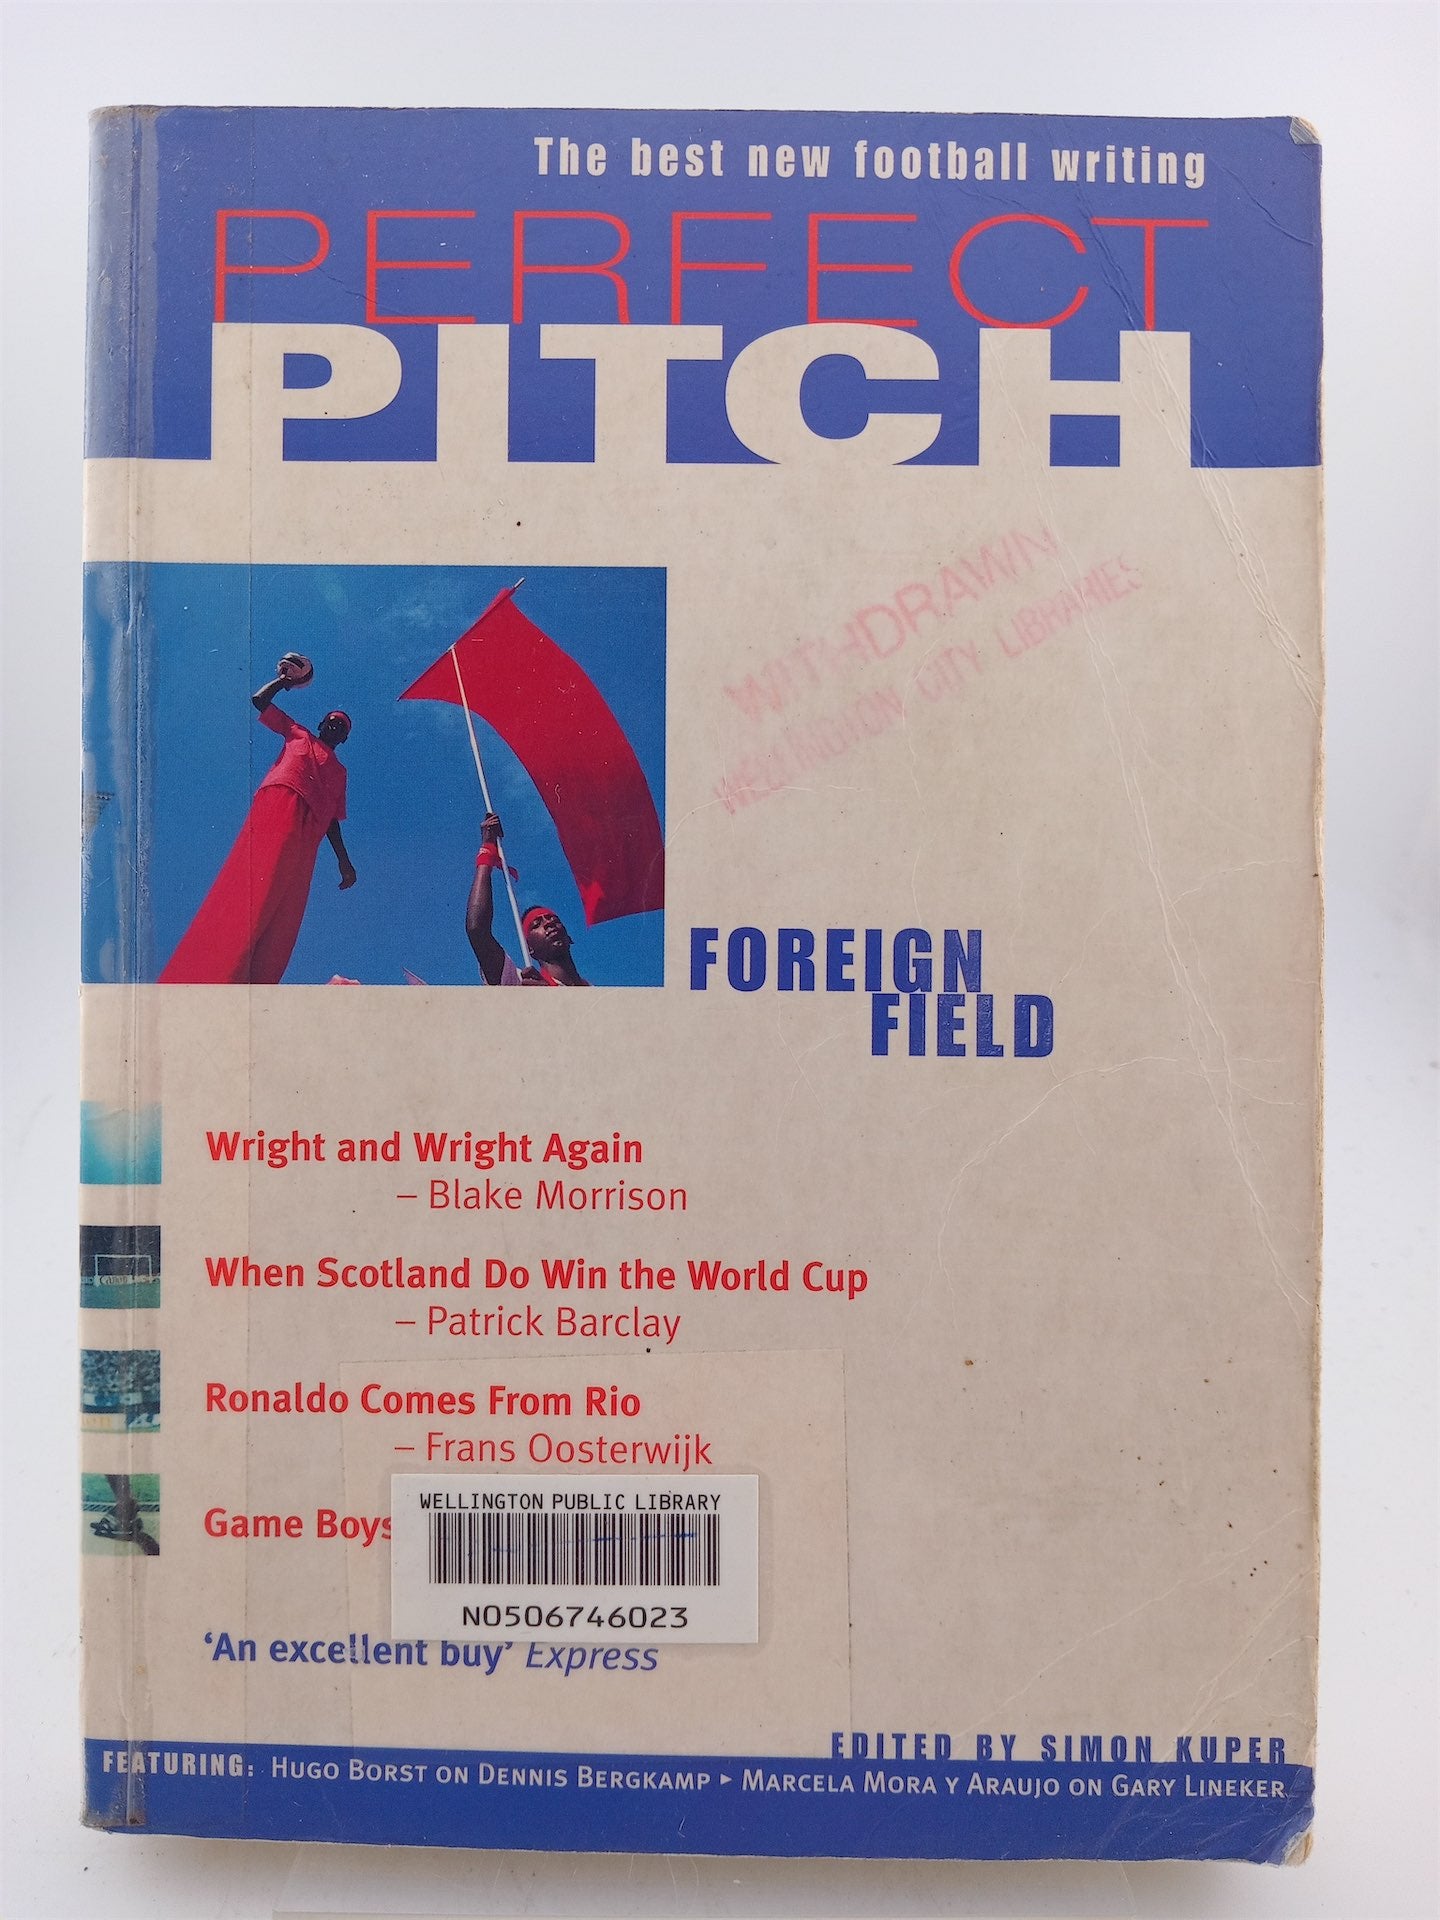 The best new football writing
PERFECT
PITCH
WITHDRAWN
WELLINGTON CITY LIBRARIES
FOREIGN
FIELD
Wright and Wright Again
– Blake Morrison
When Scotland Do Win the World Cup
– Patrick Barclay
Ronaldo Comes From Rio
– Frans Oosterwijk
Game Boys
WELLINGTON PUBLIC LIBRARY
N0506746023
‘An excellent buy’ Express
EDITED BY SIMON KUPER
FEATURING: HUGO BORST ON DENNIS BERGKAMP ► MARCELA MORA Y ARAUJO ON GARY LINEKER